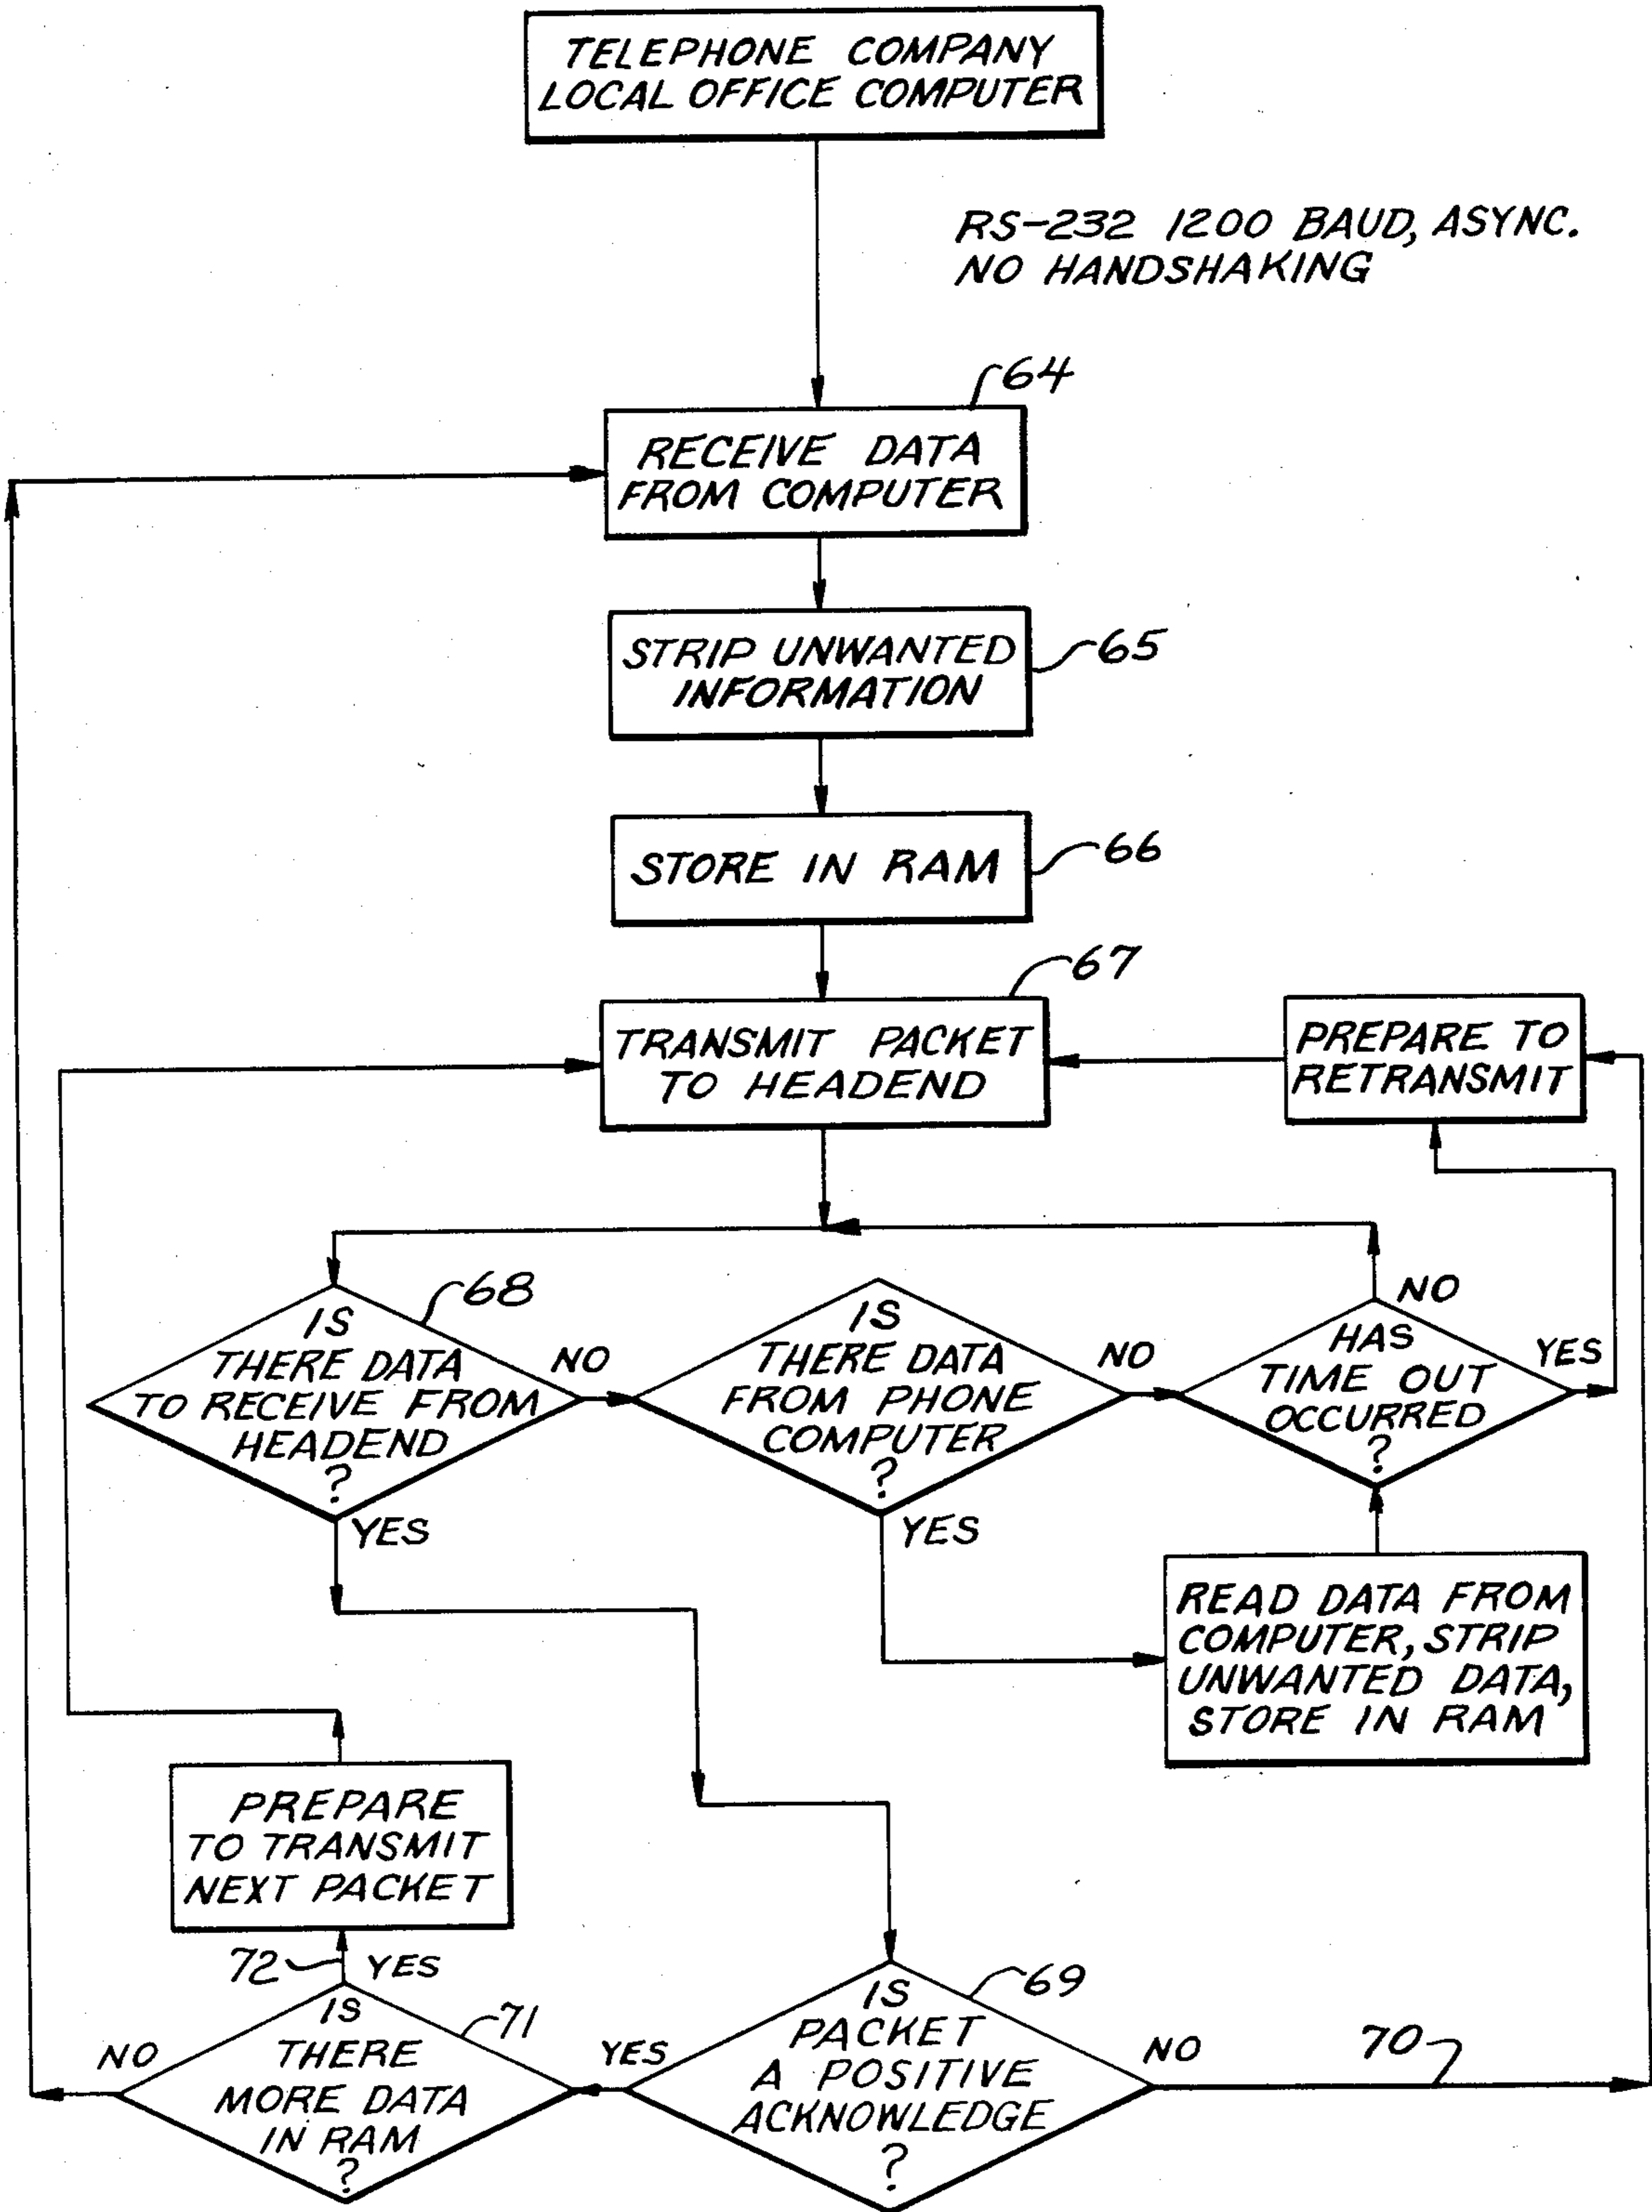 TELEPHONE COMPANY
LOCAL OFFICE COMPUTER
RS-232 1200 BAUD, ASYNC.
NO HANDSHAKING
64
RECEIVE DATA
FROM COMPUTER
STRIP UNWANTED
INFORMATION
65
STORE IN RAM
66
67
TRANSMIT PACKET
TO HEADEND
PREPARE TO
RETRANSMIT
68
IS
THERE DATA
TO RECEIVE FROM
HEADEND
?
NO
YES
IS
THERE DATA
FROM PHONE
COMPUTER
?
NO
YES
HAS
TIME OUT
OCCURRED
?
NO
YES
READ DATA FROM
COMPUTER, STRIP
UNWANTED DATA,
STORE IN RAM
PREPARE
TO TRANSMIT
NEXT PACKET
72
YES
IS
THERE
MORE DATA
IN RAM
?
71
NO
YES
IS
PACKET
A POSITIVE
ACKNOWLEDGE
?
69
NO
70